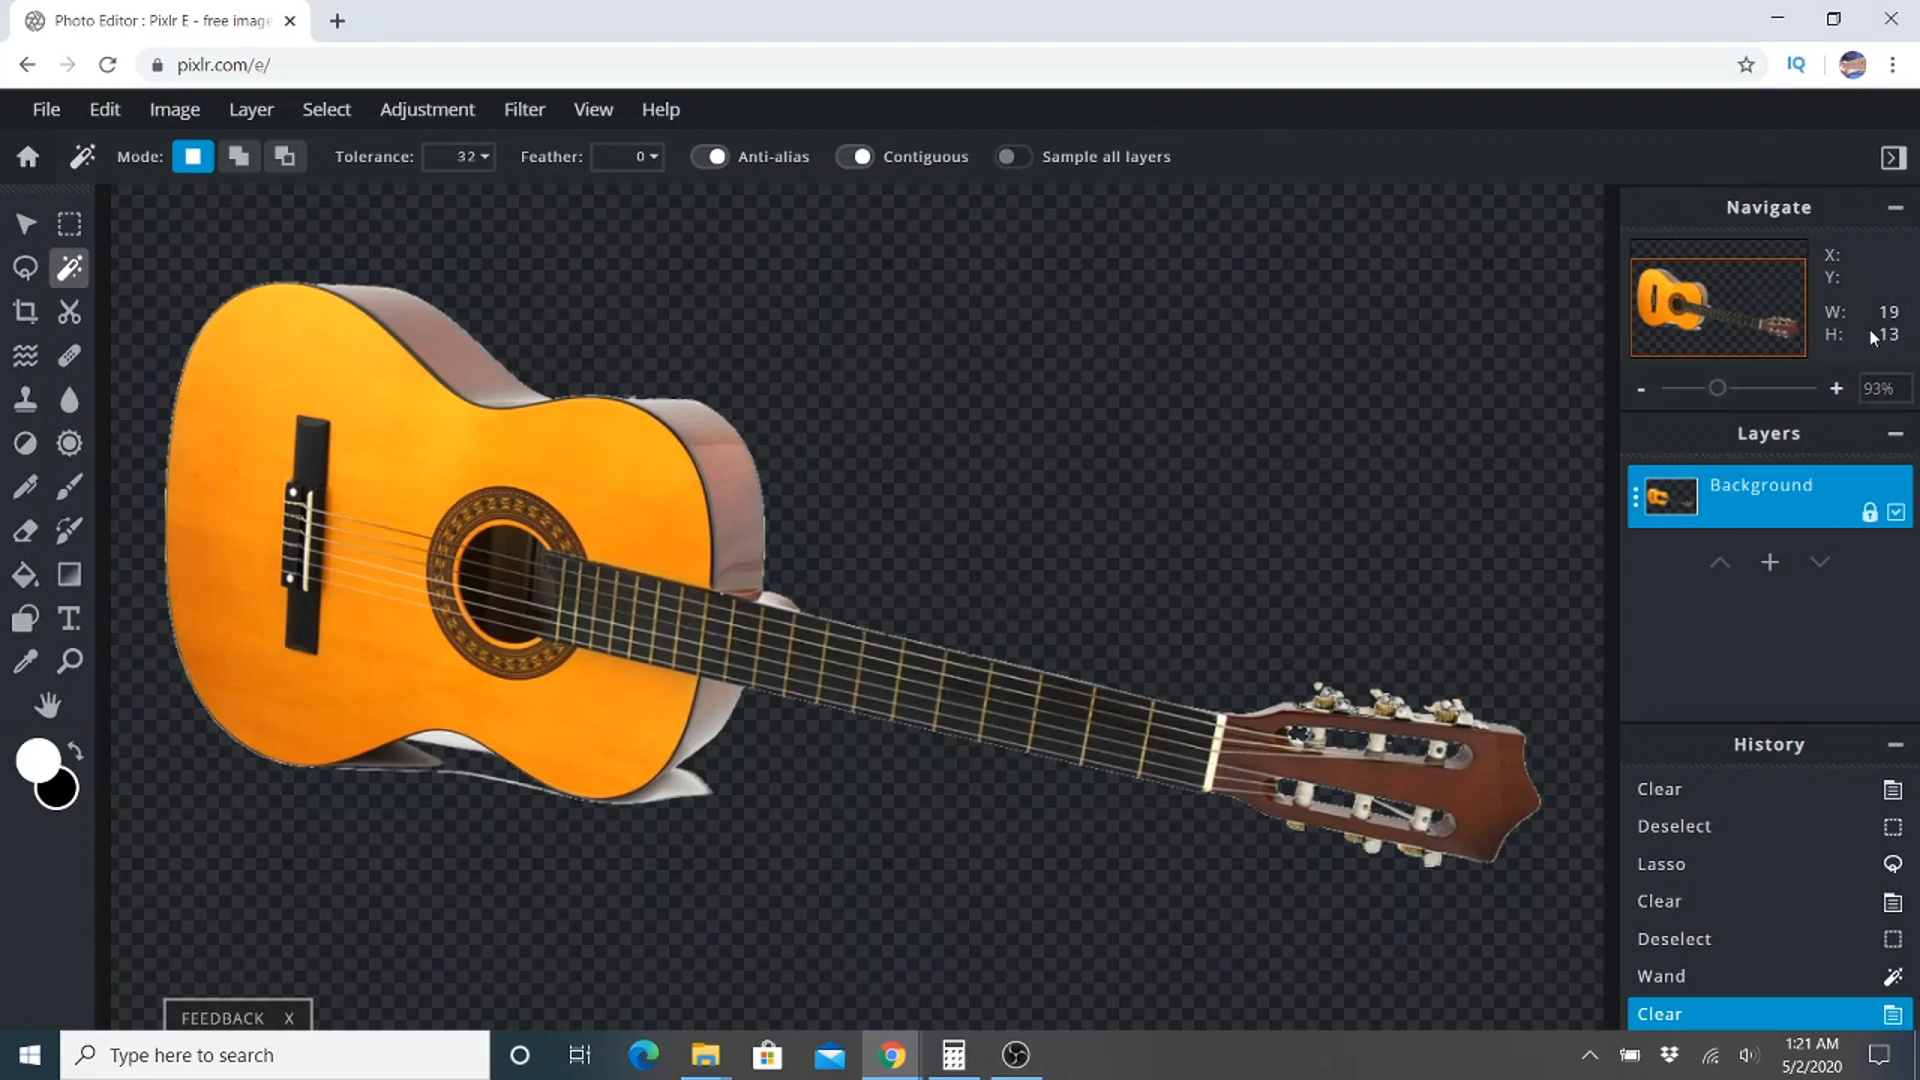 Photo Editor : Pixlr E - free image
pixlr.com/e/
IQ
File Edit Image Layer Select Adjustment Filter View Help
Mode: Tolerance: 32 Feather: 0 Anti-alias Contiguous Sample all layers
Navigate
X:
Y:
W: 19
H: 13
- + 93%
Layers
Background
History
Clear
Deselect
Lasso
Clear
Deselect
Wand
Clear
FEEDBACK X
Type here to search
1:21 AM
5/2/2020